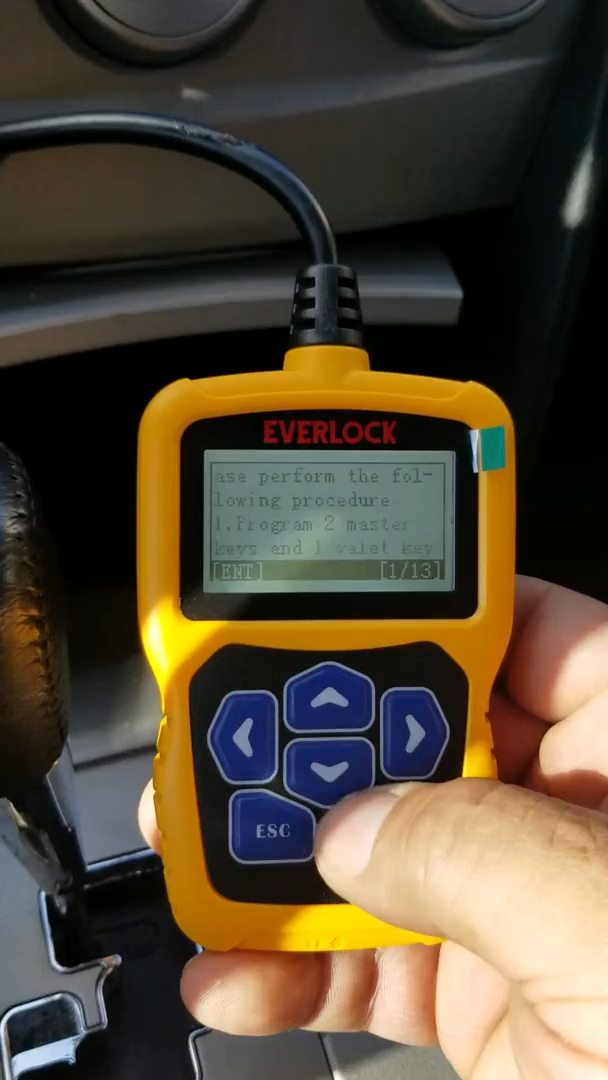 EVERLOCK
ase perform the fol-
lowing procedure
1.Program 2 master
keys and 1 valet key
[ENT] [1/13]
ESC